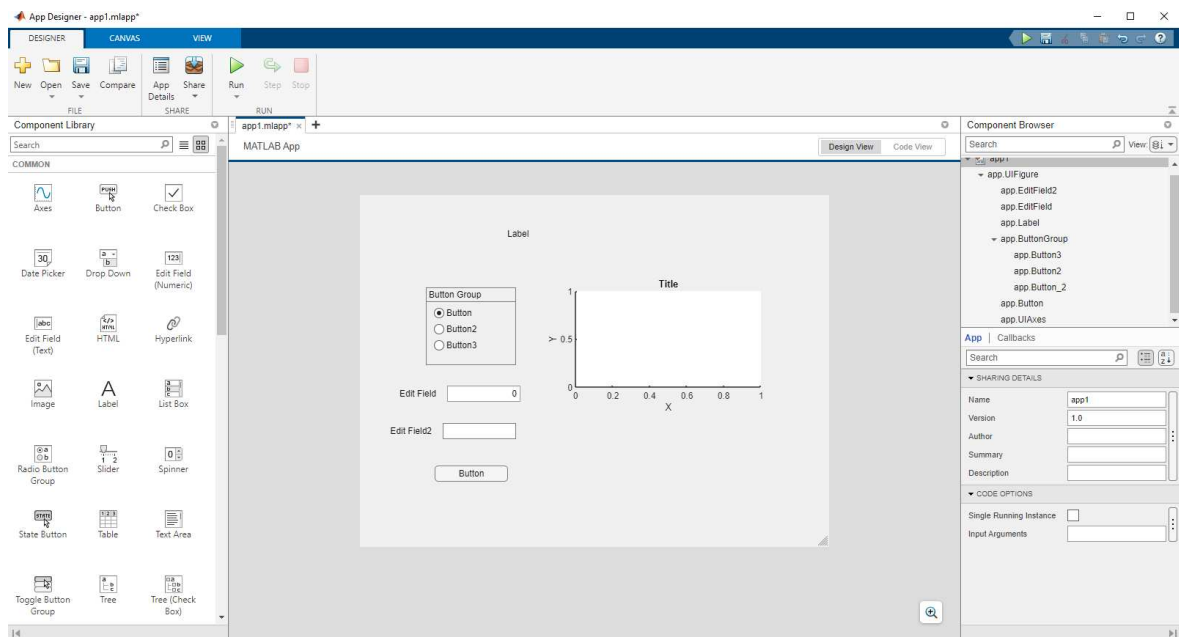 App Designer - app1.mlapp*
DESIGNER CANVAS VIEW
New Open Save Compare App Details Share Run Step Stop
FILE SHARE RUN
Component Library
Search
COMMON
Axes Button Check Box
Date Picker Drop Down Edit Field (Numeric)
Edit Field (Text) HTML Hyperlink
Image Label List Box
Radio Button Group Slider Spinner
State Button Table Text Area
Toggle Button Group Tree Tree (Check Box)
app1.mlapp* × +
MATLAB App Design View Code View
Label
Button Group
Button
Button2
Button3
Edit Field 0
Edit Field2
Button
Title
1
Y 0.5
0
0 0.2 0.4 0.6 0.8 1
X
Component Browser
Search View:
app1
app.UIFigure
app.EditField2
app.EditField
app.Label
app.ButtonGroup
app.Button3
app.Button2
app.Button_2
app.Button
app.UIAxes
App | Callbacks
Search
SHARING DETAILS
Name app1
Version 1.0
Author
Summary
Description
CODE OPTIONS
Single Running Instance
Input Arguments